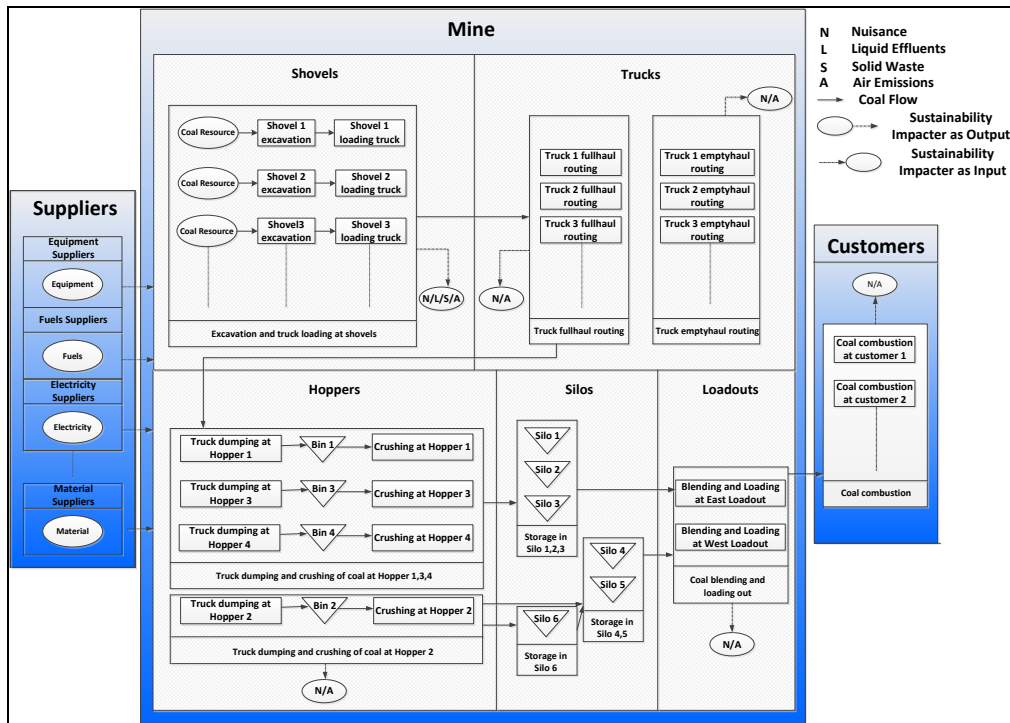 Mine
Shovels
Coal Resource
Shovel 1
excavation
Shovel 1
loading truck
Coal Resource
Shovel 2
excavation
Shovel 2
loading truck
Coal Resource
Shovel3
excavation
Shovel 3
loading truck
N/L/S/A
Excavation and truck loading at shovels
Trucks
N/A
Truck 1 fullhaul
routing
Truck 2 fullhaul
routing
Truck 3 fullhaul
routing
N/A
Truck fullhaul routing
Truck 1 emptyhaul
routing
Truck 2 emptyhaul
routing
Truck 3 emptyhaul
routing
Truck emptyhaul routing
N Nuisance
L Liquid Effluents
S Solid Waste
A Air Emissions
Coal Flow
Sustainability
Impacter as Output
Sustainability
Impacter as Input
Suppliers
Equipment
Suppliers
Equipment
Fuels Suppliers
Fuels
Electricity
Suppliers
Electricity
Material
Suppliers
Material
Hoppers
Truck dumping at
Hopper 1
Bin 1
Crushing at Hopper 1
Truck dumping at
Hopper 3
Bin 3
Crushing at Hopper 3
Truck dumping at
Hopper 4
Bin 4
Crushing at Hopper 4
Truck dumping and crushing of coal at Hopper 1,3,4
Truck dumping at
Hopper 2
Bin 2
Crushing at Hopper 2
Truck dumping and crushing of coal at Hopper 2
N/A
Silos
Silo 1
Silo 2
Silo 3
Storage in
Silo 1,2,3
Silo 4
Silo 5
Storage in
Silo 4,5
Silo 6
Storage in
Silo 6
Loadouts
Blending and Loading
at East Loadout
Blending and Loading
at West Loadout
Coal blending and
loading out
N/A
Customers
N/A
Coal combustion
at customer 1
Coal combustion
at customer 2
Coal combustion